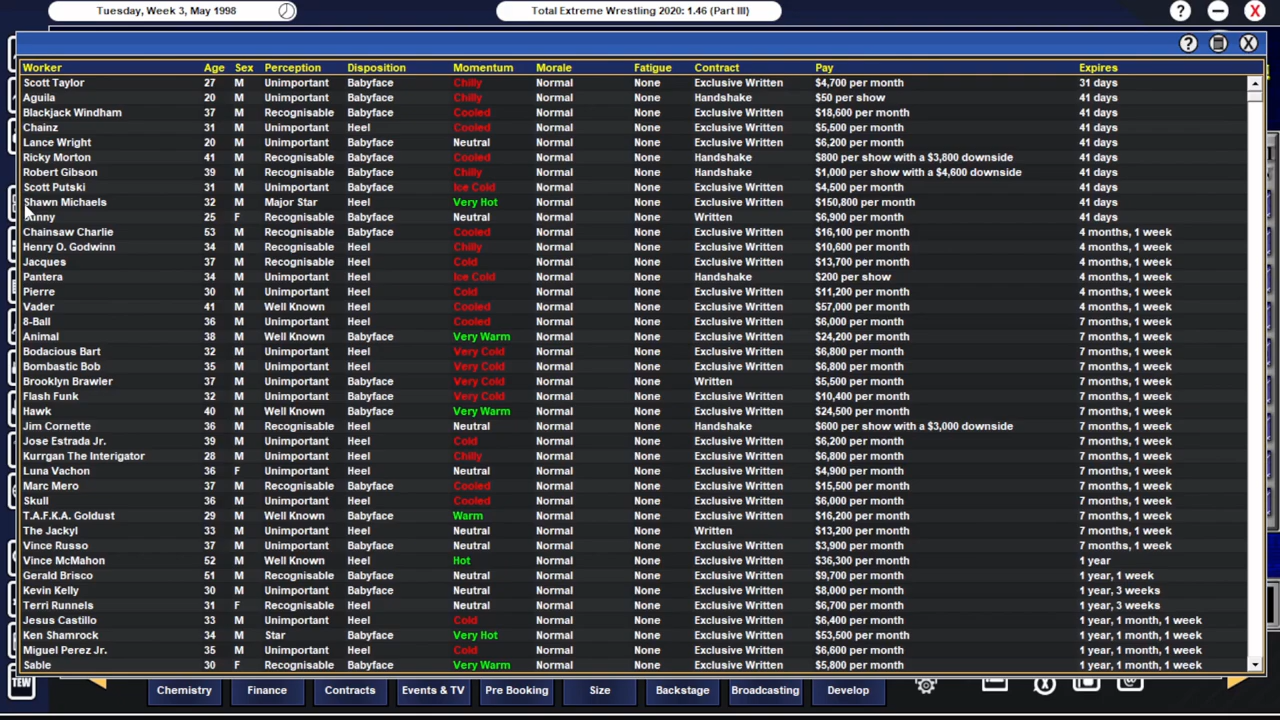 Tuesday, Week 3, May 1998 Total Extreme Wrestling 2020: 1.46 (Part III) ? X
? X
Worker Age Sex Perception Disposition Momentum Morale Fatigue Contract Pay Expires
Scott Taylor 27 M Unimportant Babyface Chilly Normal None Exclusive Written $4,700 per month 31 days
Aguila 20 M Unimportant Babyface Chilly Normal None Handshake $50 per show 41 days
Blackjack Windham 37 M Recognisable Babyface Cooled Normal None Exclusive Written $18,600 per month 41 days
Chainz 31 M Unimportant Heel Cooled Normal None Exclusive Written $5,500 per month 41 days
Lance Wright 20 M Unimportant Babyface Neutral Normal None Exclusive Written $6,200 per month 41 days
Ricky Morton 41 M Recognisable Babyface Cooled Normal None Handshake $800 per show with a $3,800 downside 41 days
Robert Gibson 39 M Recognisable Babyface Chilly Normal None Handshake $1,000 per show with a $4,600 downside 41 days
Scott Putski 31 M Unimportant Babyface Ice Cold Normal None Exclusive Written $4,500 per month 41 days
Shawn Michaels 32 M Major Star Heel Very Hot Normal None Exclusive Written $150,800 per month 41 days
25 F Recognisable Babyface Neutral Normal None Written $6,900 per month 41 days
Chainsaw Charlie 53 M Recognisable Babyface Cooled Normal None Exclusive Written $16,100 per month 4 months, 1 week
Henry O. Godwinn 34 M Recognisable Heel Chilly Normal None Exclusive Written $10,600 per month 4 months, 1 week
Jacques 37 M Recognisable Heel Cold Normal None Exclusive Written $13,700 per month 4 months, 1 week
Pantera 34 M Unimportant Heel Ice Cold Normal None Handshake $200 per show 4 months, 1 week
Pierre 30 M Unimportant Heel Cold Normal None Exclusive Written $11,200 per month 4 months, 1 week
Vader 41 M Well Known Babyface Cooled Normal None Exclusive Written $57,000 per month 4 months, 1 week
8-Ball 36 M Unimportant Heel Cooled Normal None Exclusive Written $6,000 per month 7 months, 1 week
Animal 38 M Well Known Babyface Very Warm Normal None Exclusive Written $24,200 per month 7 months, 1 week
Bodacious Bart 32 M Unimportant Heel Very Cold Normal None Exclusive Written $6,800 per month 7 months, 1 week
Bombastic Bob 35 M Unimportant Heel Very Cold Normal None Exclusive Written $6,800 per month 7 months, 1 week
Brooklyn Brawler 37 M Unimportant Babyface Very Cold Normal None Written $5,500 per month 7 months, 1 week
Flash Funk 32 M Unimportant Babyface Very Cold Normal None Exclusive Written $10,400 per month 7 months, 1 week
Hawk 40 M Well Known Babyface Very Warm Normal None Exclusive Written $24,500 per month 7 months, 1 week
Jim Cornette 36 M Recognisable Heel Neutral Normal None Handshake $600 per show with a $3,000 downside 7 months, 1 week
Jose Estrada Jr. 39 M Unimportant Heel Cold Normal None Exclusive Written $6,200 per month 7 months, 1 week
Kurrgan The Interigator 28 M Unimportant Heel Chilly Normal None Exclusive Written $6,800 per month 7 months, 1 week
Luna Vachon 36 F Recognisable Heel Neutral Normal None Exclusive Written $4,900 per month 7 months, 1 week
Marc Mero 37 M Recognisable Babyface Cooled Normal None Exclusive Written $15,500 per month 7 months, 1 week
Skull 36 M Unimportant Heel Cooled Normal None Exclusive Written $6,000 per month 7 months, 1 week
T.A.F.K.A. Goldust 29 M Well Known Babyface Warm Normal None Exclusive Written $16,200 per month 7 months, 1 week
The Jackyl 33 M Unimportant Heel Neutral Normal None Written $13,200 per month 7 months, 1 week
Vince Russo 37 M Unimportant Babyface Neutral Normal None Exclusive Written $3,900 per month 7 months, 1 week
Vince McMahon 52 M Well Known Heel Hot Normal None Exclusive Written $36,300 per month 1 year
Gerald Brisco 51 M Recognisable Heel Neutral Normal None Exclusive Written $9,700 per month 1 year, 1 week
Kevin Kelly 30 M Unimportant Heel Neutral Normal None Exclusive Written $8,000 per month 1 year, 3 weeks
Terri Runnels 31 F Recognisable Heel Neutral Normal None Exclusive Written $6,700 per month 1 year, 3 weeks
Jesus Castillo 33 M Unimportant Heel Cold Normal None Exclusive Written $6,400 per month 1 year, 1 month, 1 week
Ken Shamrock 34 M Star Babyface Very Hot Normal None Exclusive Written $53,500 per month 1 year, 1 month, 1 week
Miguel Perez Jr. 35 M Unimportant Heel Cold Normal None Exclusive Written $6,600 per month 1 year, 1 month, 1 week
Sable 30 F Recognisable Babyface Very Warm Normal None Exclusive Written $5,800 per month 1 year, 1 month, 1 week
TEW Chemistry Finance Contracts Events & TV Pre Booking Size Backstage Broadcasting Develop